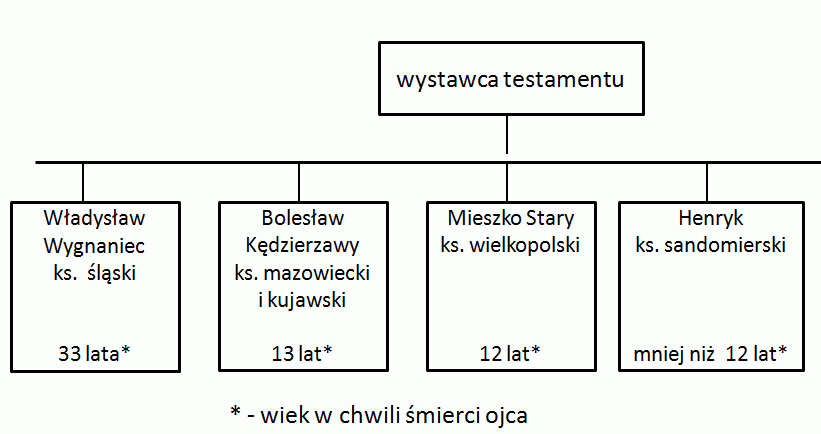 wystawca testamentu
Władysław
Wygnaniec
ks. śląski
33 lata*
Bolesław
Kędzierzawy
ks. mazowiecki
i kujawski
13 lat*
Mieszko Stary
ks. wielkopolski
12 lat*
Henryk
ks. sandomierski
mniej niż 12 lat*
* - wiek w chwili śmierci ojca